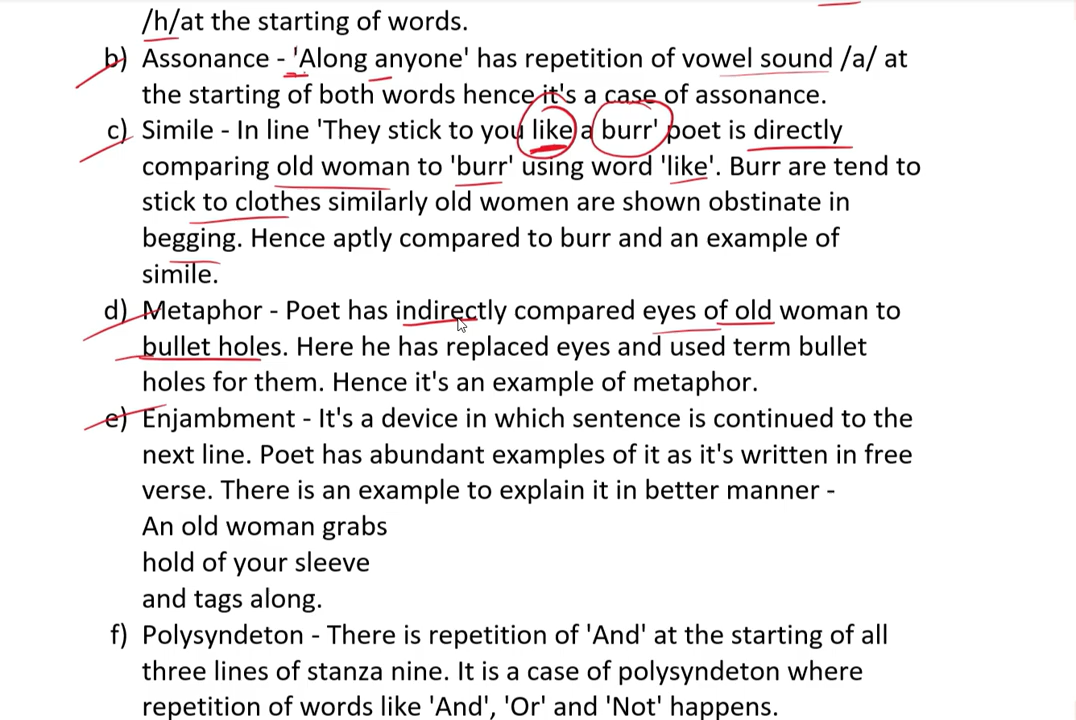 /h/at the starting of words.
b) Assonance - 'Along anyone' has repetition of vowel sound /a/ at
the starting of both words hence it's a case of assonance.
c) Simile - In line 'They stick to you like a burr' poet is directly
comparing old woman to 'burr' using word 'like'. Burr are tend to
stick to clothes similarly old women are shown obstinate in
begging. Hence aptly compared to burr and an example of
simile.
d) Metaphor - Poet has indirectly compared eyes of old woman to
bullet holes. Here he has replaced eyes and used term bullet
holes for them. Hence it's an example of metaphor.
e) Enjambment - It's a device in which sentence is continued to the
next line. Poet has abundant examples of it as it's written in free
verse. There is an example to explain it in better manner -
An old woman grabs
hold of your sleeve
and tags along.
f) Polysyndeton - There is repetition of 'And' at the starting of all
three lines of stanza nine. It is a case of polysyndeton where
repetition of words like 'And', 'Or' and 'Not' happens.